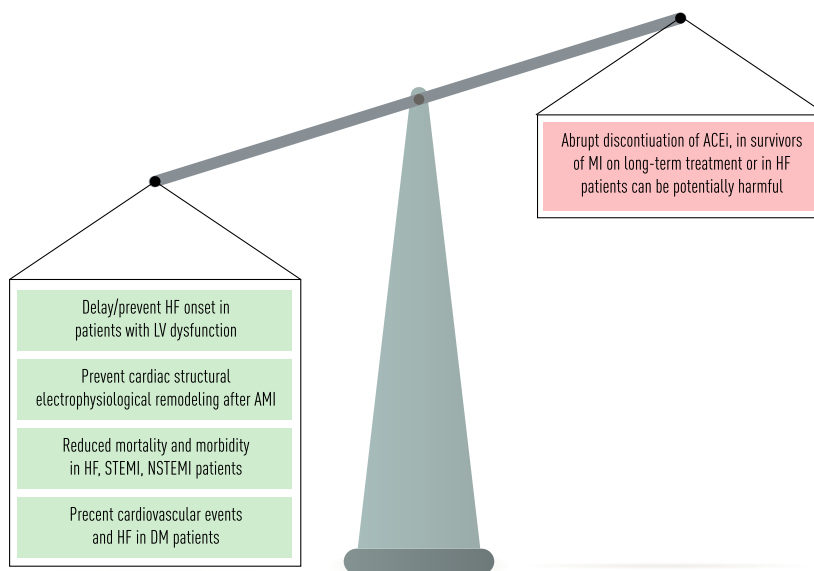 Abrupt discontiuation of ACEi, in survivors
of MI on long-term treatment or in HF
patients can be potentially harmful
Delay/prevent HF onset in
patients with LV dysfunction
Prevent cardiac structural
electrophysiological remodeling after AMI
Reduced mortality and morbidity
in HF, STEMI, NSTEMI patients
Precent cardiovascular events
and HF in DM patients